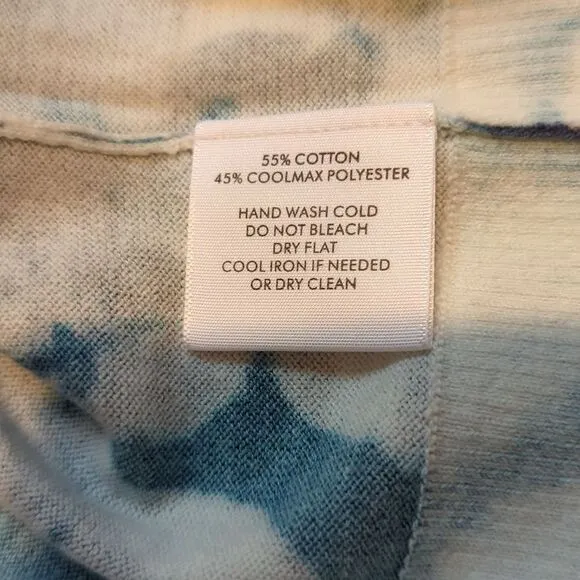 55% COTTON
45% COOLMAX POLYESTER
HAND WASH COLD
DO NOT BLEACH
DRY FLAT
COOL IRON IF NEEDED
OR DRY CLEAN